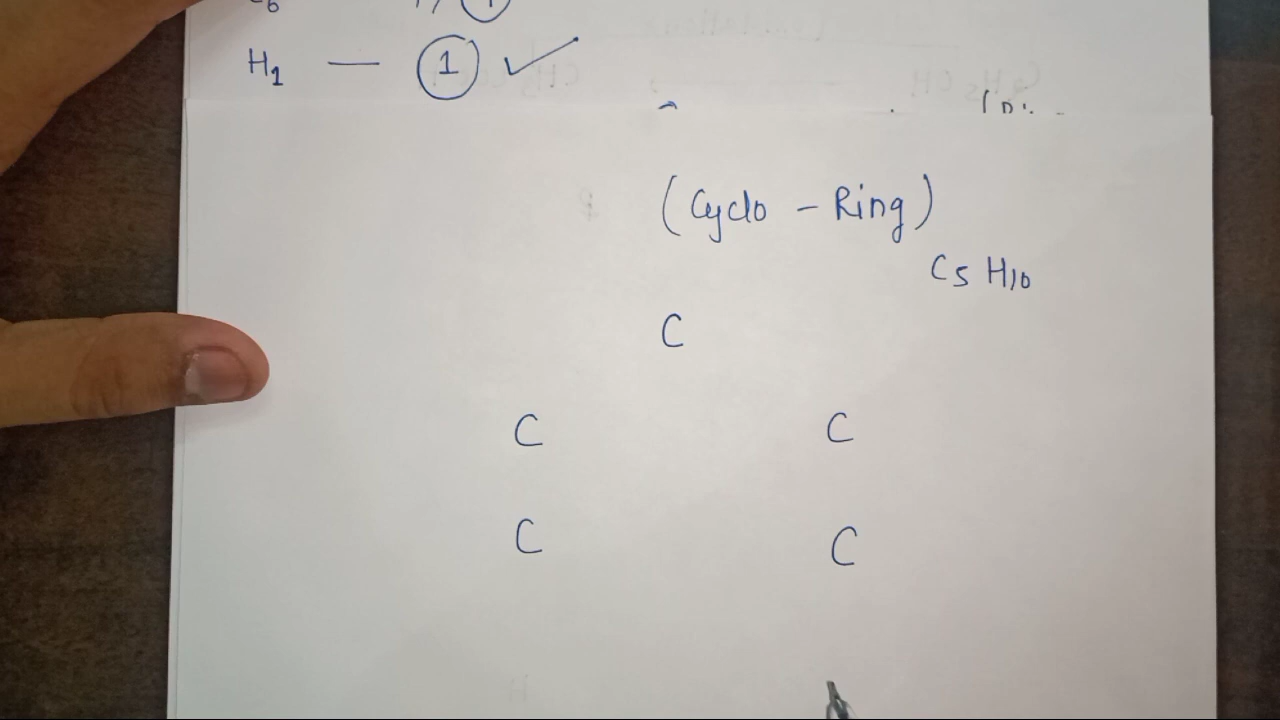 H₁ — ① ✓
(Cyclo - Ring)
C₅ H₁₀
C
C C
C C